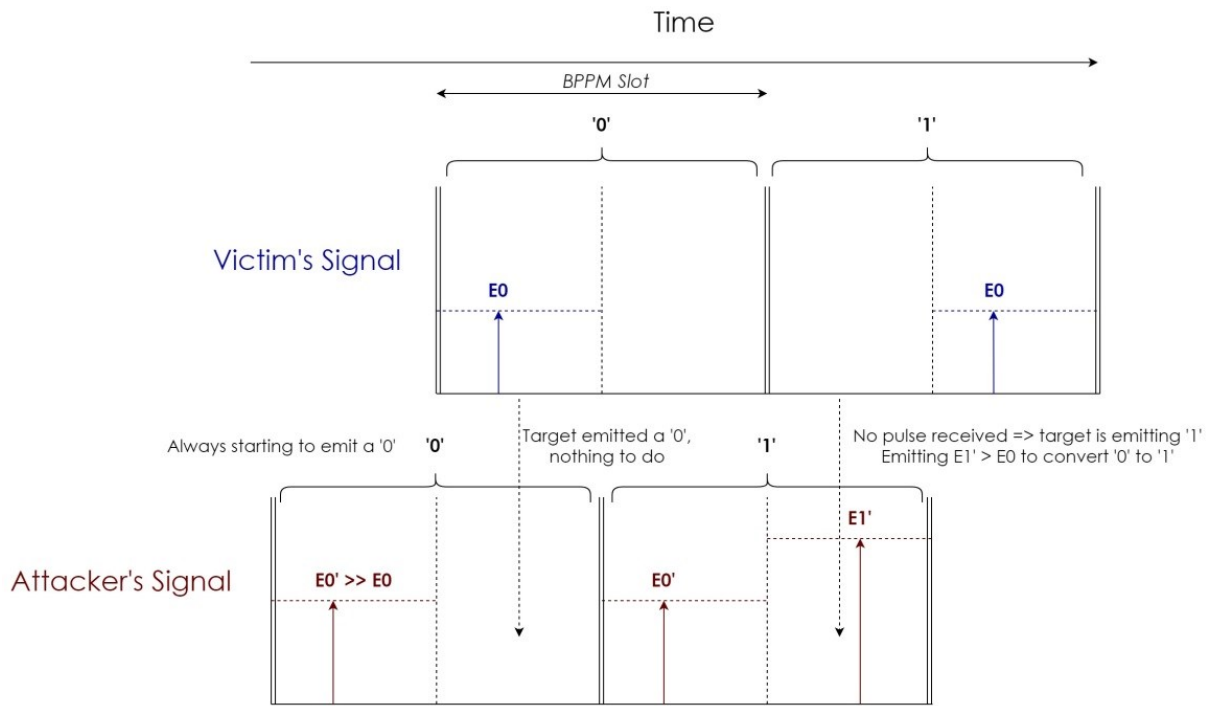 Time
BPPM Slot
'0'
'1'
Victim's Signal
E0
E0
Always starting to emit a '0'
'0'
Target emitted a '0',
nothing to do
'1'
No pulse received => target is emitting '1'
Emitting E1' > E0 to convert '0' to '1'
Attacker's Signal
E0' >> E0
E0'
E1'